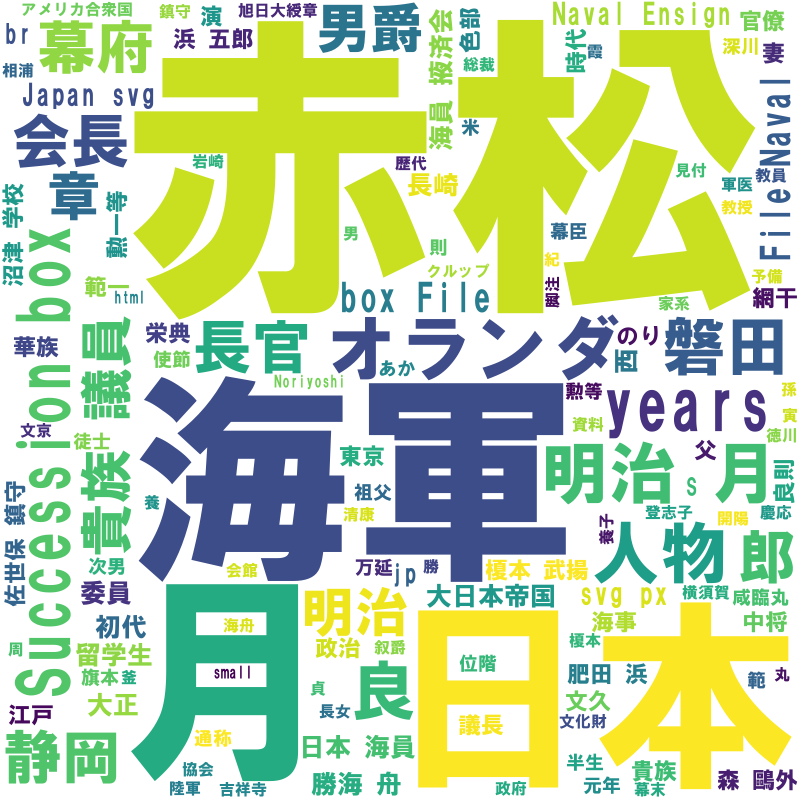 アメリカ合衆国 鎮守 演 旭日大綬章
Naval Ensign 官僚
br 幕府 浜 五郎 男爵 色部 時代 深川 妻
相浦 総裁 霞
Japan svg 海員 掖済会 米
赤松
会長 章 岩崎 歴代 長崎 見付 軍医 教員
File Naval
沼津 学校 勲一等 男 則 幕臣 教授
範一 html クルップ 紀 脚注 予備
box File 家系 網干
Succession box 議員 栄典 長官 オランダ のり 磐田
華族 使節 あか 西
Noriyoshi 勲等 years 孫
文京 徒士 資料 寅 徳川
貴族 東京 父
海軍 明治 月 s 良則
佐世保 鎮守 養 祖父 登志子
清康 養子 開陽 慶応
次男 会館 万延 jp 勝 榎本 武揚 人物 郎
委員 明治 大日本帝国 svg px 横須賀 咸臨丸
初代 月 海舟 日本 海事 中将
周 留学生 政治 叙爵 榎本
旗本 釜 small 位階 肥田 浜 範 丸
江戸 大正 貞 良 長女 議長 文久 文化財
静岡 通称 日本 海員 半生 貴族
協会 勝海 舟 森 鴎外
陸軍 吉祥寺 政府 元年 幕末